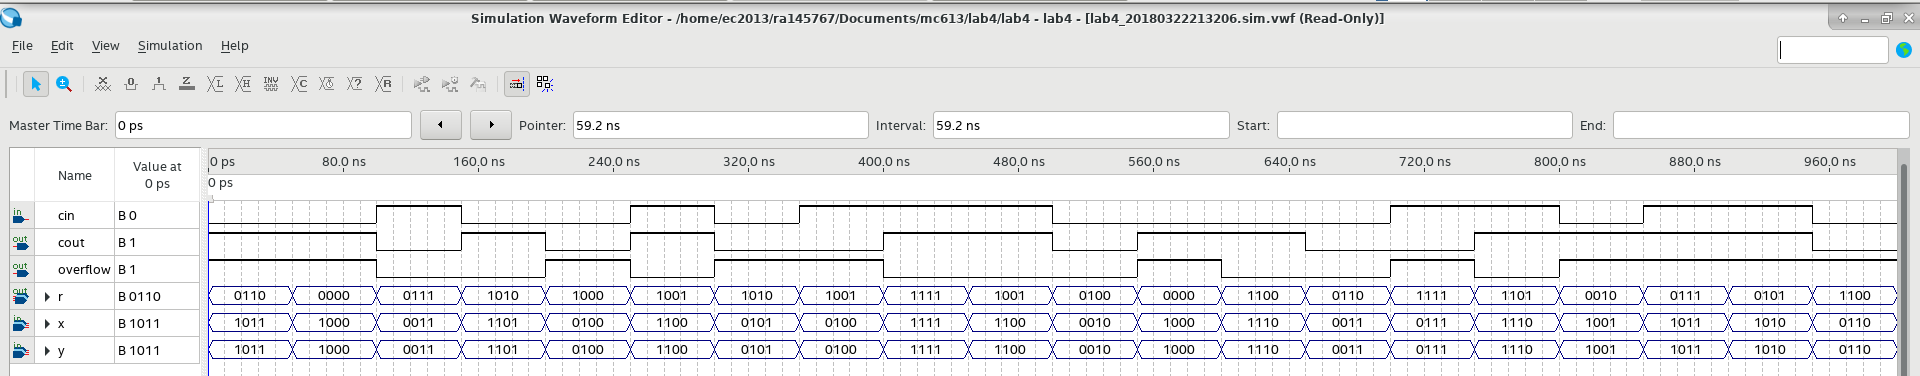 Simulation Waveform Editor - /home/ec2013/ra145767/Documents/mc613/lab4/lab4 - lab4 - [lab4_20180322213206.sim.vwf (Read-Only)]
File Edit View Simulation Help
Master Time Bar: 0 ps Pointer: 59.2 ns Interval: 59.2 ns Start: End:
Name Value at 0 ps 0 ps 80.0 ns 160.0 ns 240.0 ns 320.0 ns 400.0 ns 480.0 ns 560.0 ns 640.0 ns 720.0 ns 800.0 ns 880.0 ns 960.0 ns
0 ps
in cin B 0
out cout B 1
out overflow B 1
out r B 0110 0110 0000 0111 1010 1000 1001 1010 1001 1111 1001 0100 0000 1100 0110 1111 1101 0010 0111 0101 1100
in x B 1011 1011 1000 0011 1101 0100 1100 0101 0100 1111 1100 0010 1000 1110 0011 0111 1110 1001 1011 1010 0110
in y B 1011 1011 1000 0011 1101 0100 1100 0101 0100 1111 1100 0010 1000 1110 0011 0111 1110 1001 1011 1010 0110